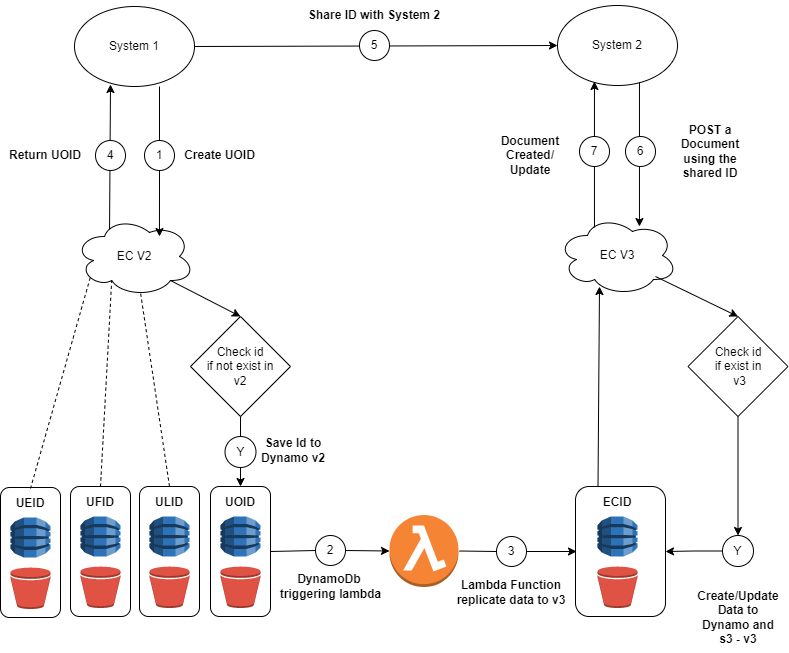 Share ID with System 2
System 1
5
System 2
Return UOID
4
1
Create UOID
Document
Created/
Update
7
6
POST a
Document
using the
shared ID
EC V2
EC V3
Check id
if not exist in
v2
Check id
if exist in
v3
Y
Save Id to
Dynamo v2
UEID
UFID
ULID
UOID
ECID
2
DynamoDb
triggering lambda
λ
3
Lambda Function
replicate data to v3
Y
Create/Update
Data to
Dynamo and
s3 - v3